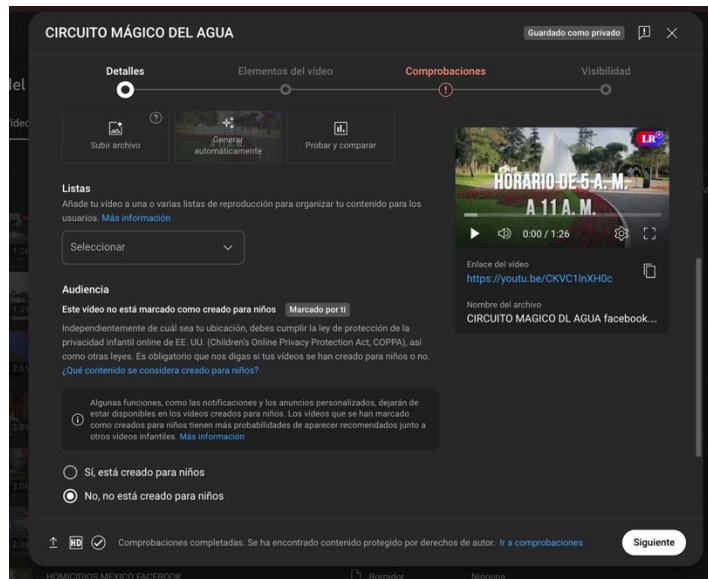 CIRCUITO MÁGICO DEL AGUA
Guardado como privado
Detalles
Elementos del vídeo
Comprobaciones
Visibilidad
Subir archivo
Generar
automáticamente
Probar y comparar
Listas
Añade tu vídeo a una o varias listas de reproducción para organizar tu contenido para los
usuarios. Más información
Seleccionar
Audiencia
Este vídeo no está marcado como creado para niños Marcado por ti
Independientemente de cuál sea tu ubicación, debes cumplir la ley de protección de la
privacidad infantil online de EE. UU. (Children's Online Privacy Protection Act, COPPA), así
como otras leyes. Es obligatorio que nos digas si tus vídeos se han creado para niños o no.
¿Qué contenido se considera creado para niños?
Algunas funciones, como las notificaciones y los anuncios personalizados, dejarán de
estar disponibles en los vídeos creados para niños. Los vídeos que se han marcado
como creados para niños tienen más probabilidades de aparecer recomendados junto a
otros vídeos infantiles. Más información
Sí, está creado para niños
No, no está creado para niños
LR
HORARIO DE 5 A. M.
A 11 A. M.
0:00 / 1:26
Enlace del vídeo
https://youtu.be/CKVC1lnXH0c
Nombre del archivo
CIRCUITO MAGICO DL AGUA facebook....
HD
Comprobaciones completadas. Se ha encontrado contenido protegido por derechos de autor. Ir a comprobaciones
Siguiente
HOMICIDIOS MEXICO FACEBOOK
Borrador
Ninguna